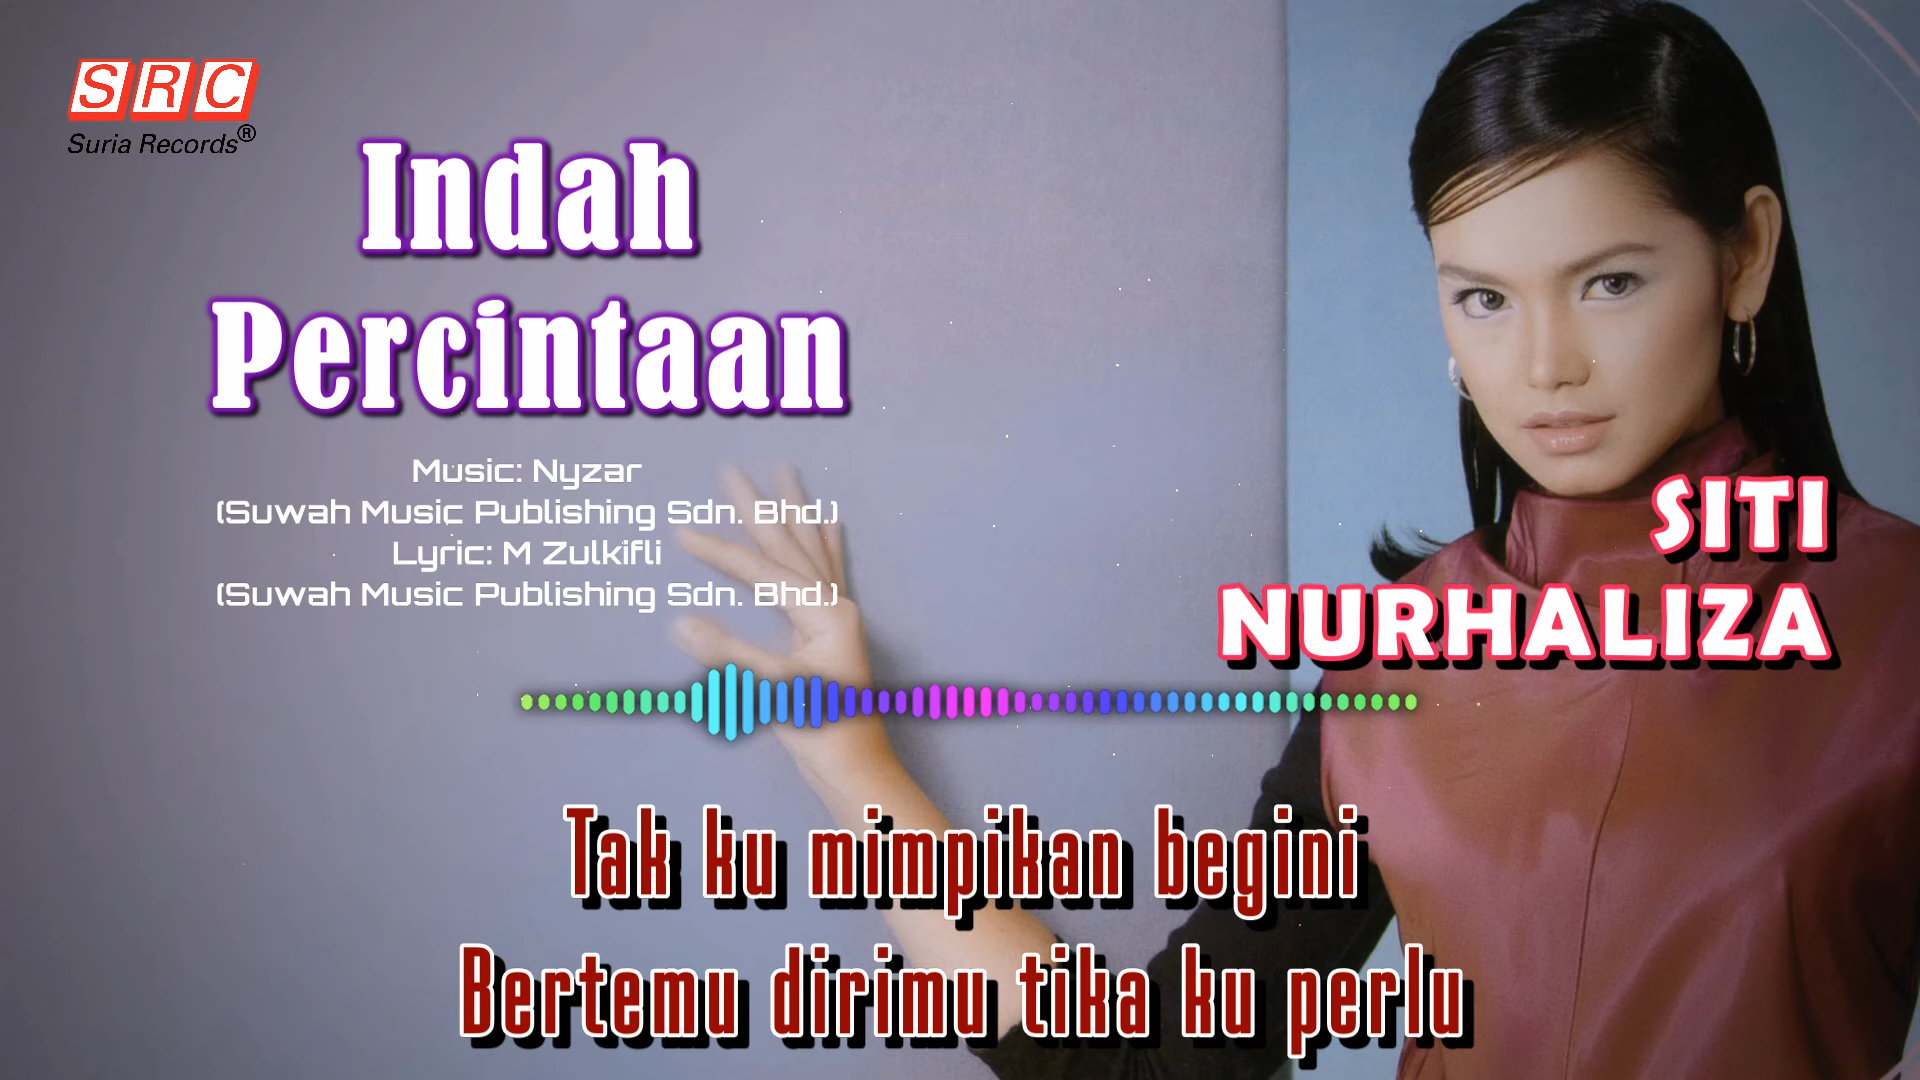 SRC
Suria Records®
Indah
Percintaan
Music: Nyzar
(Suwah Music Publishing Sdn. Bhd.)
Lyric: M Zulkifli
(Suwah Music Publishing Sdn. Bhd.)
SITI
NURHALIZA
Tak ku mimpikan begini
Bertemu dirimu tika ku perlu